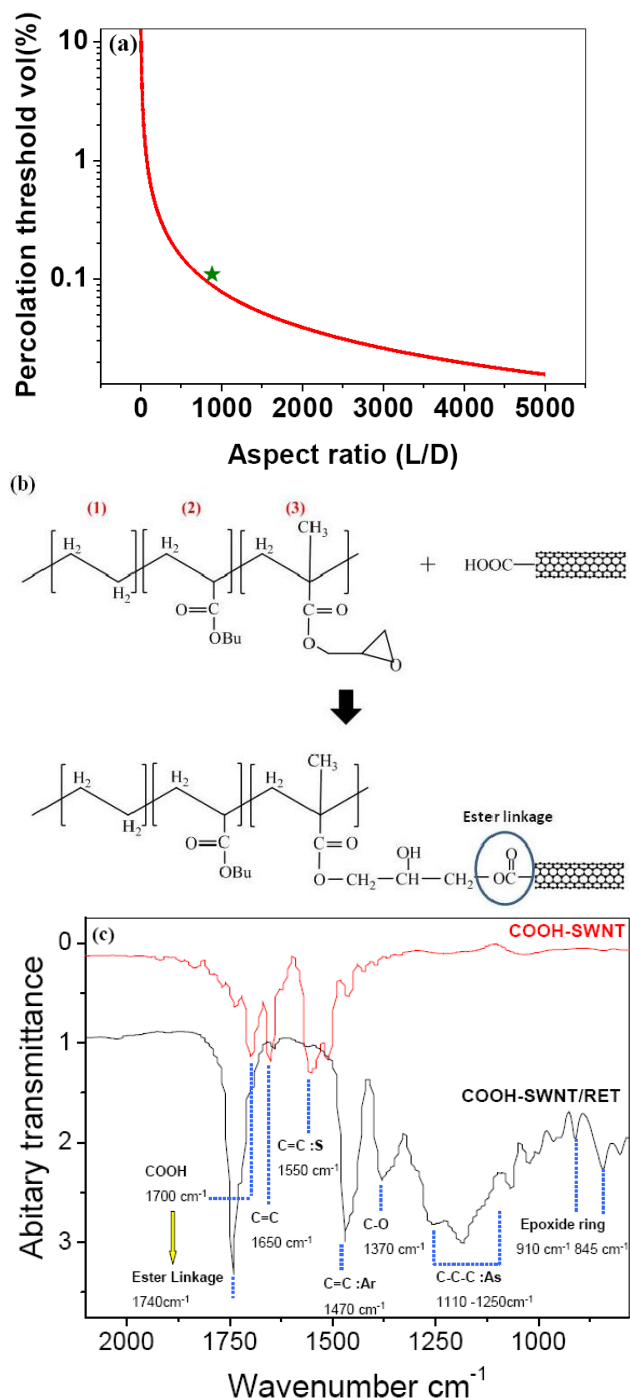 (a)
Percolation threshold vol(%)
10
1
0.1
0 1000 2000 3000 4000 5000
Aspect ratio (L/D)
(b)
(1) (2) (3)
CH3
H2 H2 H2
H2
+ HOOC
O=C C=O
OBu O
O
CH3
H2 H2 H2
H2
Ester linkage
O=C C=O OH O
OBu O—CH2—CH—CH2—OC
(c)
COOH-SWNT
COOH-SWNT/RET
Abitary transmittance
0
1
2
3
COOH
1700 cm-1
Ester Linkage
1740cm-1
C=C
1650 cm-1
C=C :S
1550 cm-1
C=C :Ar
1470 cm-1
C-O
1370 cm-1
C-C-C :As
1110 -1250cm-1
Epoxide ring
910 cm-1 845 cm-1
2000 1750 1500 1250 1000
Wavenumber cm-1